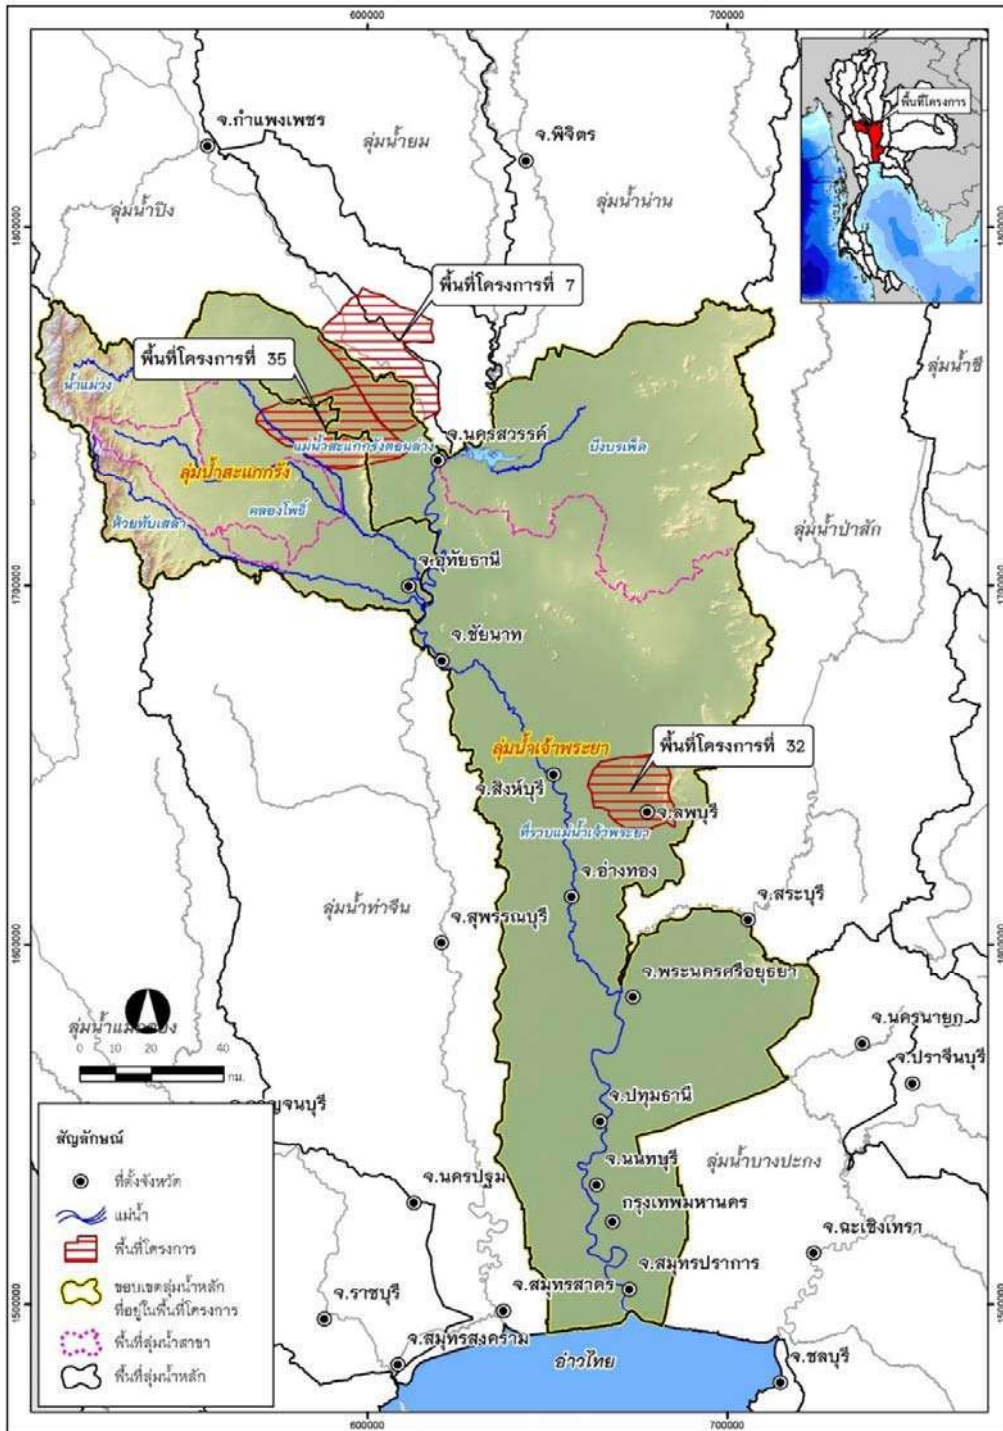 600000
700000
พื้นที่โครงการ
จ.กำแพงเพชร
ลุ่มน้ำยม
จ.พิจิตร
ลุ่มน้ำปิง
ลุ่มน้ำน่าน
1800000
1800000
พื้นที่โครงการที่ 7
พื้นที่โครงการที่ 35
ลุ่มน้ำชี
น้ำแม่วง
จ.นครสวรรค์
แม่น้ำสะแกกรังตอนล่าง
บึงบรเพ็ด
ลุ่มน้ำสะแกกรัง
คลองโพธิ์
ห้วยทับเสลา
ลุ่มน้ำป่าสัก
จ.อุทัยธานี
1700000
1700000
จ.ชัยนาท
พื้นที่โครงการที่ 32
ลุ่มน้ำเจ้าพระยา
จ.สิงห์บุรี
จ.ลพบุรี
ที่ราบแม่น้ำเจ้าพระยา
จ.อ่างทอง
ลุ่มน้ำท่าจีน
จ.สุพรรณบุรี
จ.สระบุรี
1600000
1600000
จ.พระนครศรีอยุธยา
จ.นครนายก
ลุ่มน้ำแม่กลอง
จ.ปราจีนบุรี
0 10 20 40
กม.
จ.ปทุมธานี
สัญลักษณ์
ที่ตั้งจังหวัด
แม่น้ำ
พื้นที่โครงการ
ขอบเขตลุ่มน้ำหลัก
ที่อยู่ในพื้นที่โครงการ
พื้นที่ลุ่มน้ำสาขา
พื้นที่ลุ่มน้ำหลัก
จ.นครปฐม
จ.นนทบุรี
ลุ่มน้ำบางปะกง
กรุงเทพมหานคร
จ.ฉะเชิงเทรา
จ.สมุทรปราการ
จ.สมุทรสาคร
จ.ราชบุรี
1500000
1500000
จ.สมุทรสงคราม
อ่าวไทย
จ.ชลบุรี
600000
700000